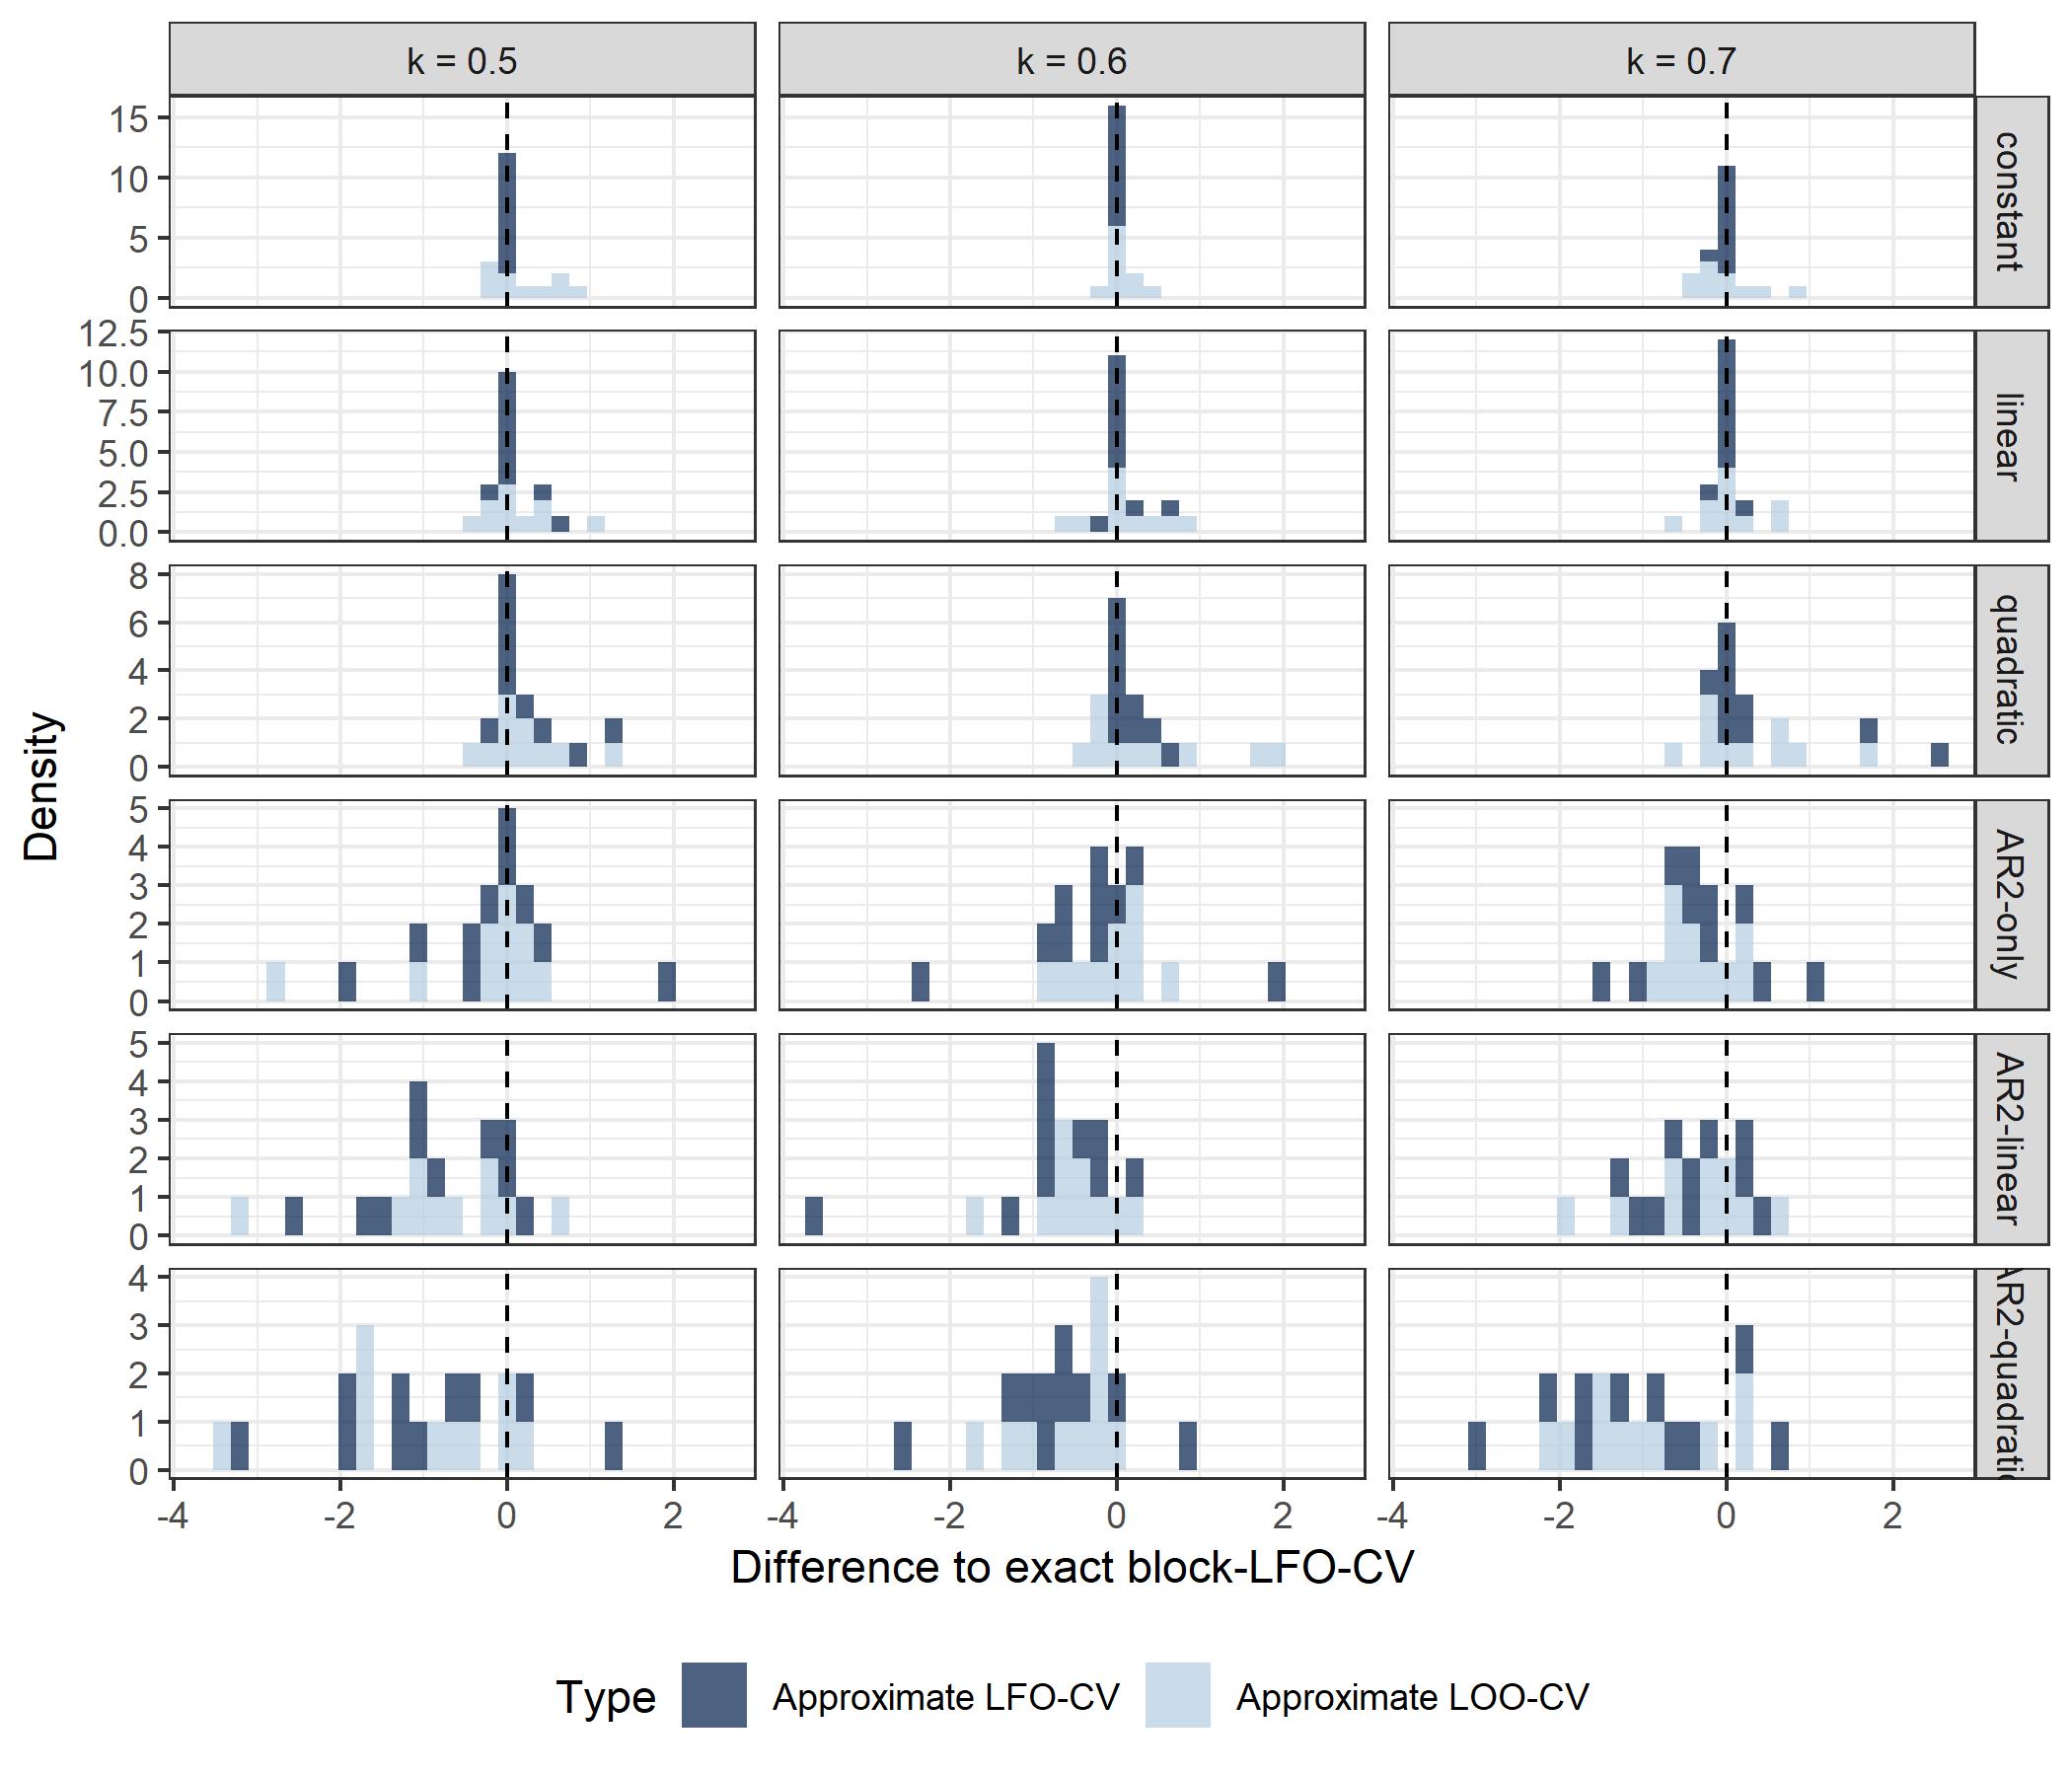 k = 0.5 k = 0.6 k = 0.7
15
10
5
0
constant
12.5
10.0
7.5
5.0
2.5
0.0
linear
8
6
4
2
0
quadratic
5
4
3
2
1
0
AR2-only
5
4
3
2
1
0
AR2-linear
4
3
2
1
0
AR2-quadratic
Density
-4 -2 0 2 -4 -2 0 2 -4 -2 0 2
Difference to exact block-LFO-CV
Type Approximate LFO-CV Approximate LOO-CV